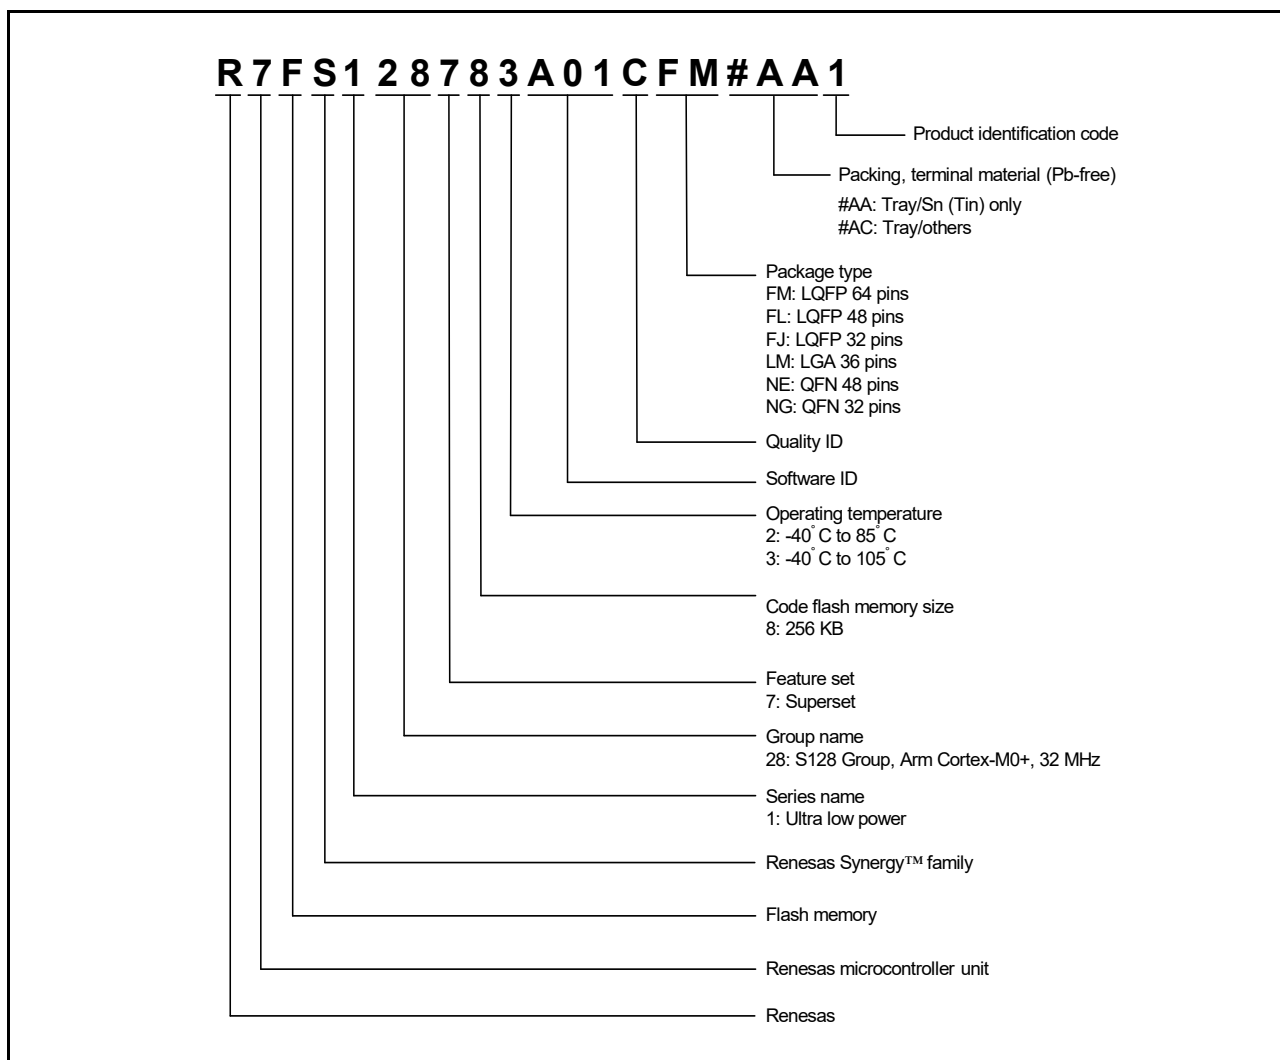 R7FS128783A01CFM#AA1
Product identification code
Packing, terminal material (Pb-free)
#AA: Tray/Sn (Tin) only
#AC: Tray/others
Package type
FM: LQFP 64 pins
FL: LQFP 48 pins
FJ: LQFP 32 pins
LM: LGA 36 pins
NE: QFN 48 pins
NG: QFN 32 pins
Quality ID
Software ID
Operating temperature
2: -40°C to 85°C
3: -40°C to 105°C
Code flash memory size
8: 256 KB
Feature set
7: Superset
Group name
28: S128 Group, Arm Cortex-M0+, 32 MHz
Series name
1: Ultra low power
Renesas Synergy™ family
Flash memory
Renesas microcontroller unit
Renesas